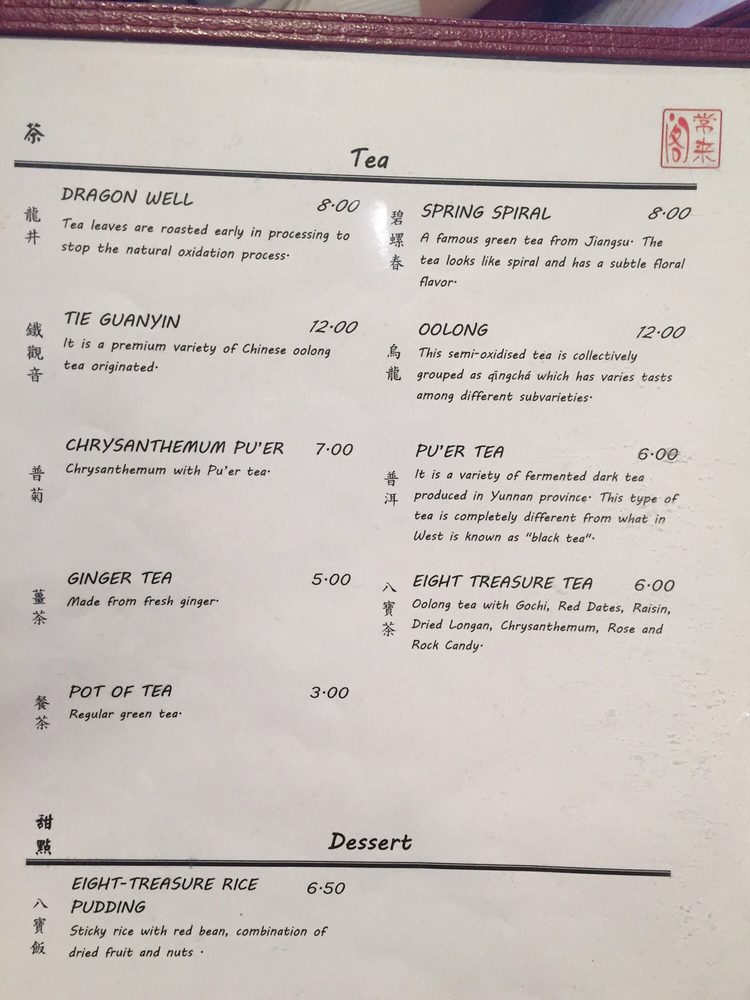 茶
Tea
常来
阁
龍井
DRAGON WELL 8.00
Tea leaves are roasted early in processing to
stop the natural oxidation process.
碧螺春
SPRING SPIRAL 8.00
A famous green tea from Jiangsu. The
tea looks like spiral and has a subtle floral
flavor.
鐵觀音
TIE GUANYIN 12.00
It is a premium variety of Chinese oolong
tea originated.
烏龍
OOLONG 12.00
This semi-oxidised tea is collectively
grouped as qīngchá which has varies tasts
among different subvarieties.
普菊
CHRYSANTHEMUM PU'ER 7.00
Chrysanthemum with Pu'er tea.
普洱
PU'ER TEA 6.00
It is a variety of fermented dark tea
produced in Yunnan province. This type of
tea is completely different from what in
West is known as "black tea".
薑茶
GINGER TEA 5.00
Made from fresh ginger.
八寶茶
EIGHT TREASURE TEA 6.00
Oolong tea with Gochi, Red Dates, Raisin,
Dried Longan, Chrysanthemum, Rose and
Rock Candy.
餐茶
POT OF TEA 3.00
Regular green tea.
甜點
Dessert
八寶飯
EIGHT-TREASURE RICE 6.50
PUDDING
Sticky rice with red bean, combination of
dried fruit and nuts .